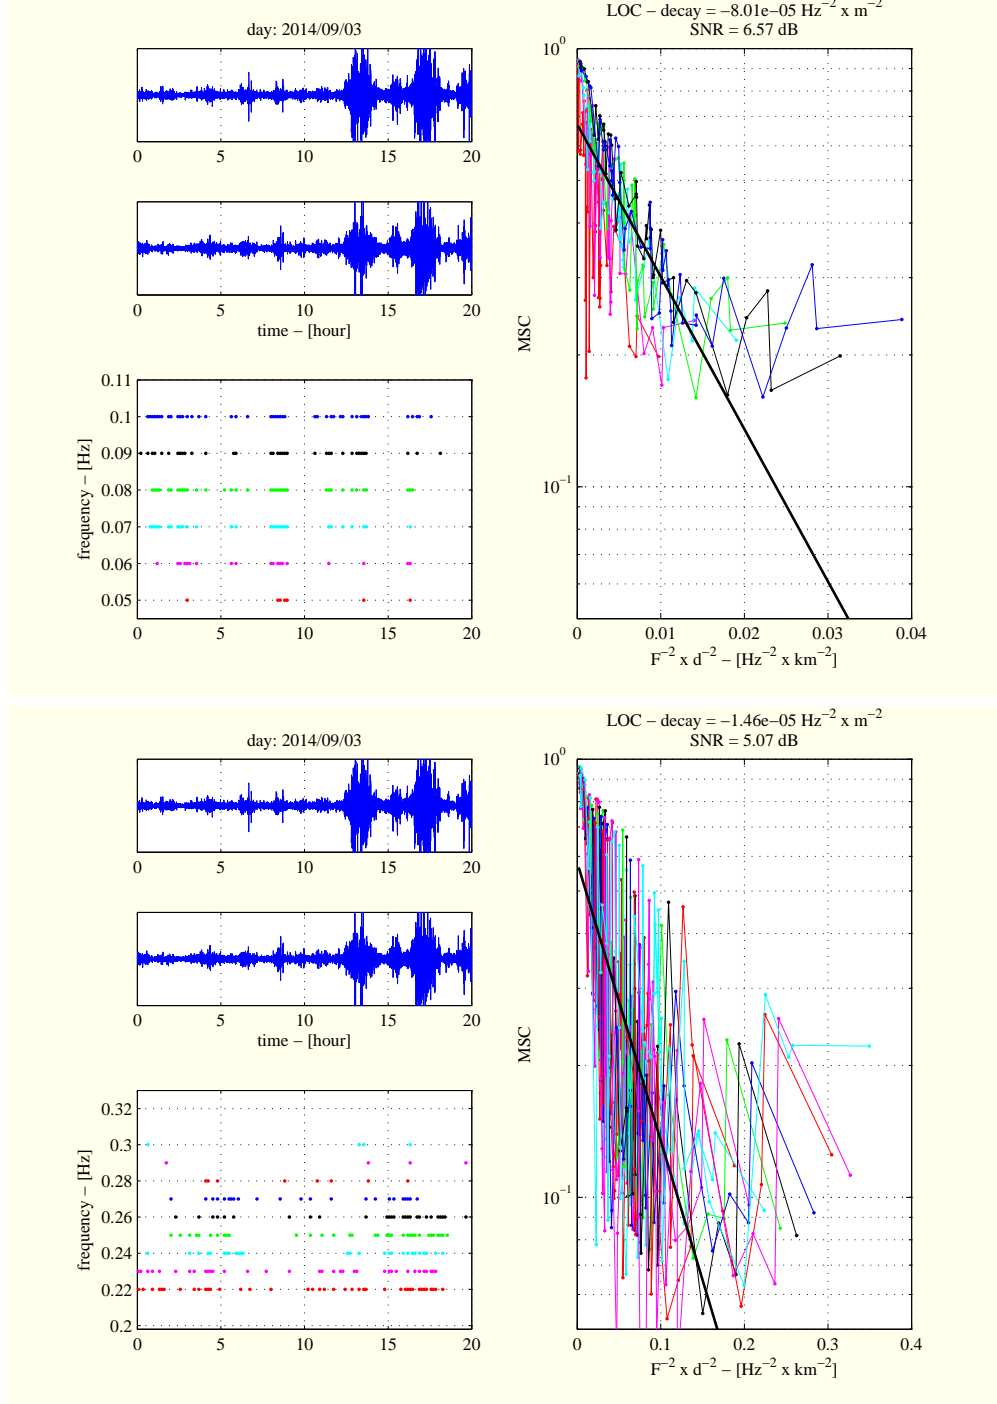 day: 2014/09/03
0 5 10 15 20
0 5 10 15 20
time – [hour]
frequency – [Hz]
0.11
0.1
0.09
0.08
0.07
0.06
0.05
0 5 10 15 20
LOC – decay = –8.01e–05 Hz⁻² x m⁻²
SNR = 6.57 dB
MSC
10⁰
10⁻¹
0 0.01 0.02 0.03 0.04
F⁻² x d⁻² – [Hz⁻² x km⁻²]
day: 2014/09/03
0 5 10 15 20
0 5 10 15 20
time – [hour]
frequency – [Hz]
0.32
0.3
0.28
0.26
0.24
0.22
0.2
0 5 10 15 20
LOC – decay = –1.46e–05 Hz⁻² x m⁻²
SNR = 5.07 dB
MSC
10⁰
10⁻¹
0 0.1 0.2 0.3 0.4
F⁻² x d⁻² – [Hz⁻² x km⁻²]